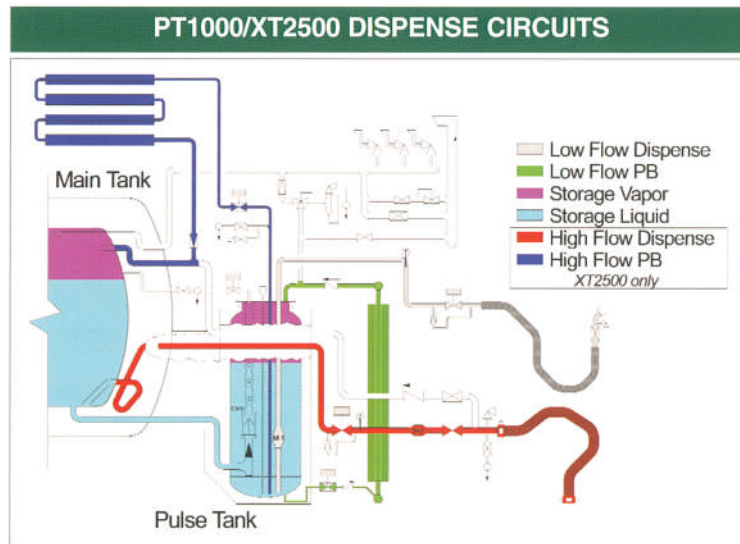 PT1000/XT2500 DISPENSE CIRCUITS
Main Tank
Low Flow Dispense
Low Flow PB
Storage Vapor
Storage Liquid
High Flow Dispense
High Flow PB
XT2500 only
Pulse Tank